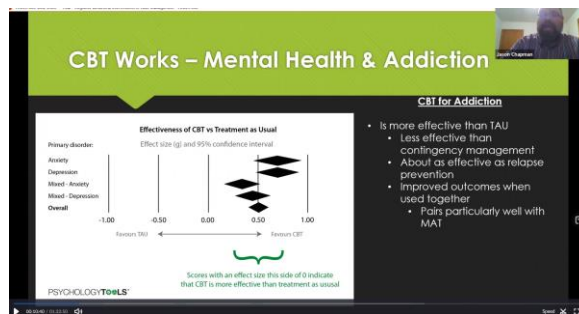 Jason Chapman
CBT Works – Mental Health & Addiction
Effectiveness of CBT vs Treatment as Usual
Primary disorder:
Effect size (g) and 95% confidence interval
Anxiety
Depression
Mixed - Anxiety
Mixed - Depression
Overall
-1.00 -0.50 0.00 0.50 1.00
Favours TAU Favours CBT
Scores with an effect size this side of 0 indicate
that CBT is more effective than treatment as ususal
PSYCHOLOGYTOOLS
CBT for Addiction
• Is more effective than TAU
• Less effective than
contingency management
• About as effective as relapse
prevention
• Improved outcomes when
used together
• Pairs particularly well with
MAT
Speed